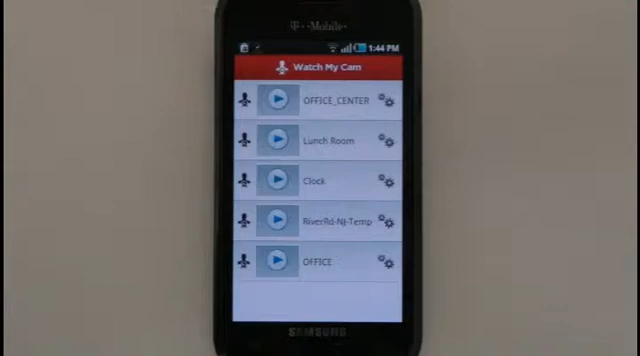 T··Mobile
1:44 PM
Watch My Cam
OFFICE_CENTER
Lunch Room
Clock
RiverRd-NJ-Temp
OFFICE
SAMSUNG